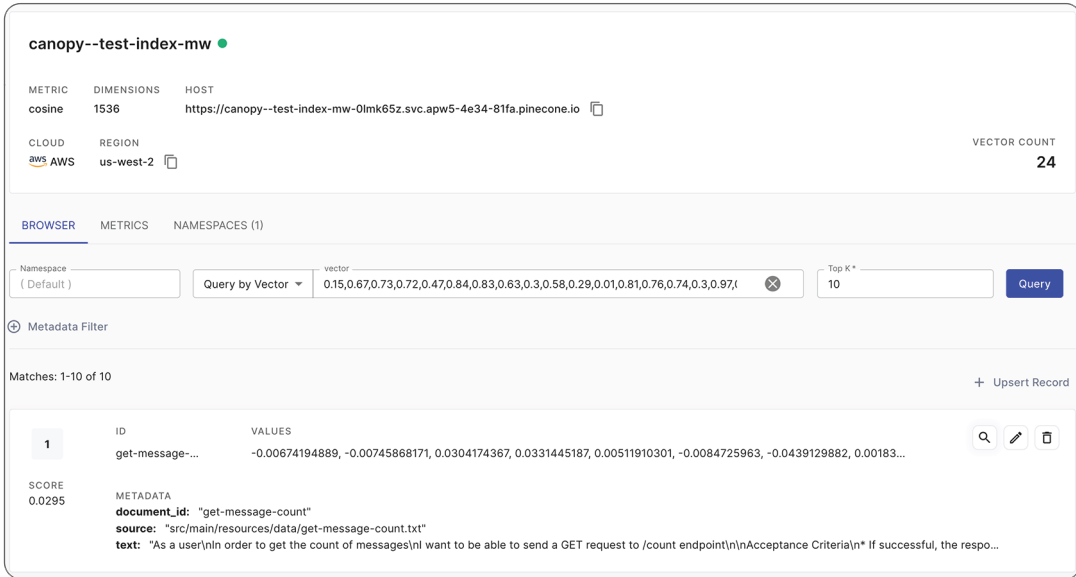 canopy--test-index-mw
METRIC DIMENSIONS HOST
cosine 1536 https://canopy--test-index-mw-0lmk65z.svc.apw5-4e34-81fa.pinecone.io
CLOUD REGION VECTOR COUNT
aws AWS us-west-2 24
BROWSER METRICS NAMESPACES (1)
Namespace vector Top K*
( Default ) Query by Vector 0.15,0.67,0.73,0.72,0.47,0.84,0.83,0.63,0.3,0.58,0.29,0.01,0.81,0.76,0.74,0.3,0.97,( 10 Query
Metadata Filter
Matches: 1-10 of 10
+ Upsert Record
ID VALUES
1 get-message-... -0.00674194889, -0.00745868171, 0.0304174367, 0.0331445187, 0.00511910301, -0.0084725963, -0.0439129882, 0.00183...
SCORE
0.0295
METADATA
document_id: "get-message-count"
source: "src/main/resources/data/get-message-count.txt"
text: "As a user\nIn order to get the count of messages\nI want to be able to send a GET request to /count endpoint\n\nAcceptance Criteria\n* If successful, the respo...